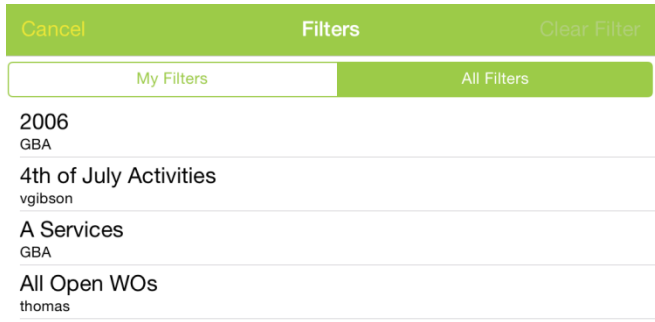 Cancel Filters Clear Filter
My Filters All Filters
2006
GBA
4th of July Activities
vgibson
A Services
GBA
All Open WOs
thomas